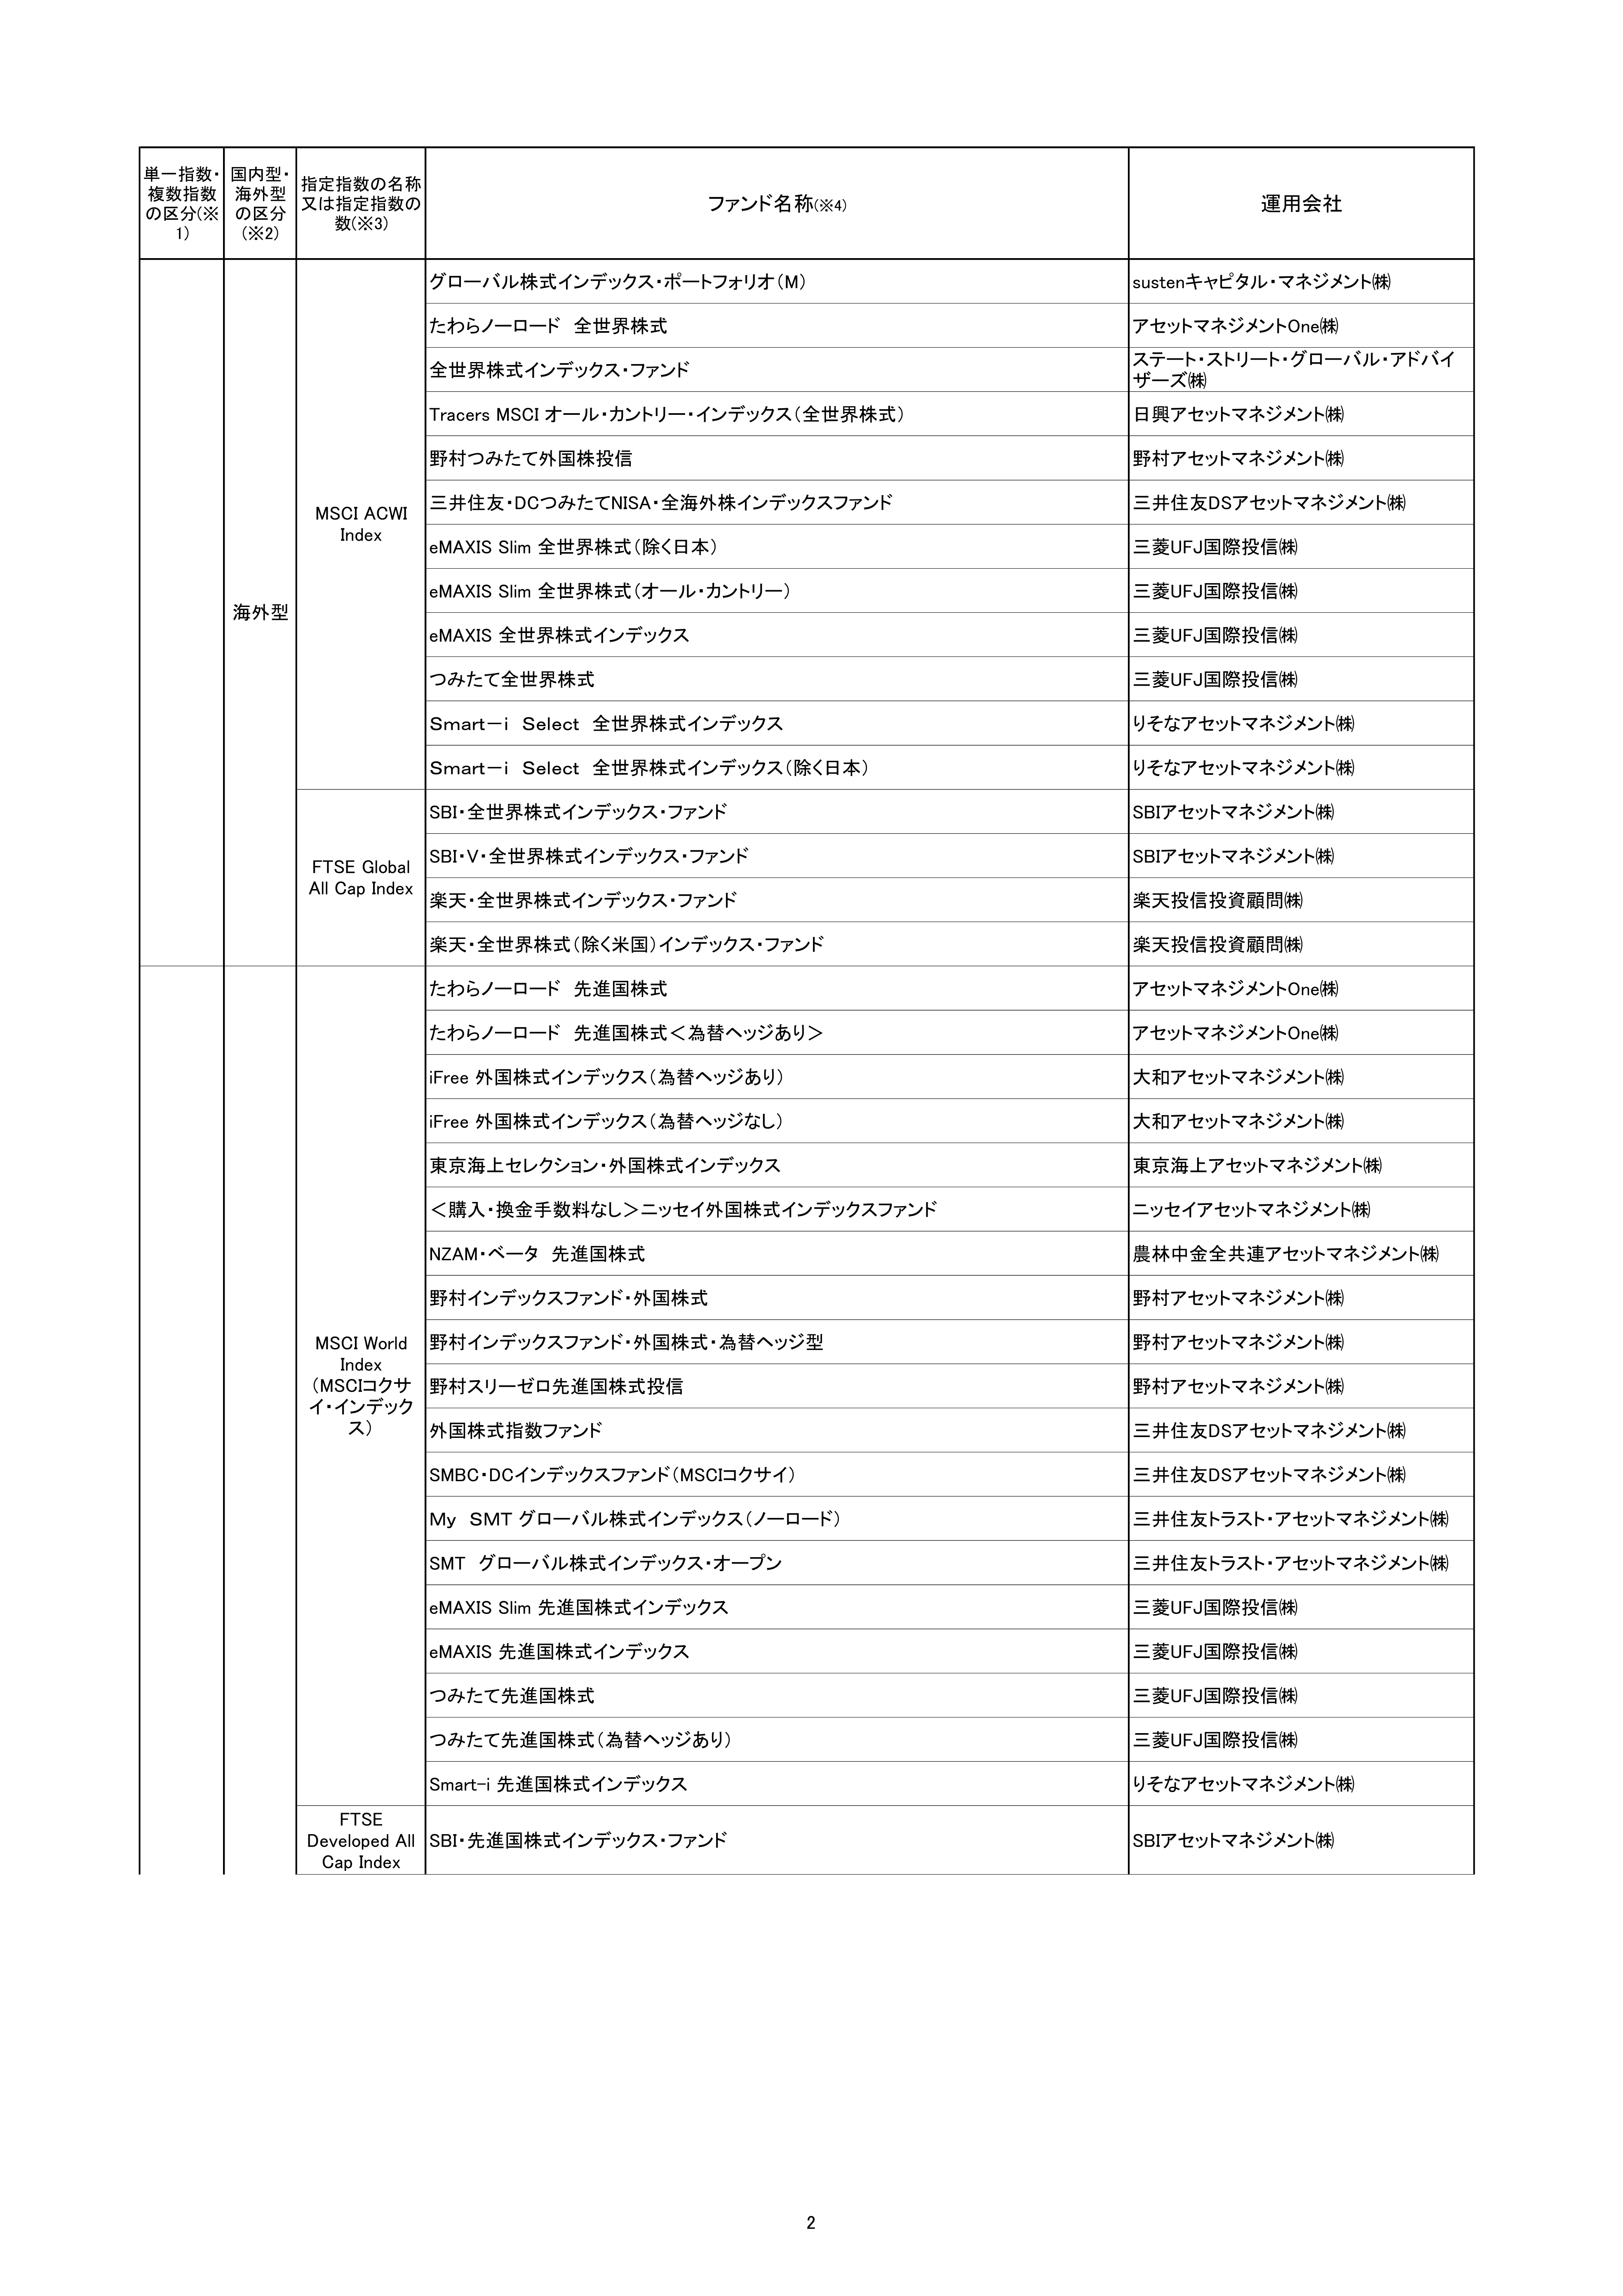 単一指数・
複数指数
の区分(※
1)
国内型・
海外型
の区分
(※2)
指定指数の名称
又は指定指数の
数(※3)
ファンド名称(※4)
運用会社
海外型
MSCI ACWI
Index
グローバル株式インデックス・ポートフォリオ（M）
sustenキャピタル・マネジメント㈱
たわらノーロード　全世界株式
アセットマネジメントOne㈱
全世界株式インデックス・ファンド
ステート・ストリート・グローバル・アドバイ
ザーズ㈱
Tracers MSCI オール・カントリー・インデックス（全世界株式）
日興アセットマネジメント㈱
野村つみたて外国株投信
野村アセットマネジメント㈱
三井住友・DCつみたてNISA・全海外株インデックスファンド
三井住友DSアセットマネジメント㈱
eMAXIS Slim 全世界株式（除く日本）
三菱UFJ国際投信㈱
eMAXIS Slim 全世界株式（オール・カントリー）
三菱UFJ国際投信㈱
eMAXIS 全世界株式インデックス
三菱UFJ国際投信㈱
つみたて全世界株式
三菱UFJ国際投信㈱
Smart－i　Select　全世界株式インデックス
りそなアセットマネジメント㈱
Smart－i　Select　全世界株式インデックス（除く日本）
りそなアセットマネジメント㈱
FTSE Global
All Cap Index
SBI・全世界株式インデックス・ファンド
SBIアセットマネジメント㈱
SBI・V・全世界株式インデックス・ファンド
SBIアセットマネジメント㈱
楽天・全世界株式インデックス・ファンド
楽天投信投資顧問㈱
楽天・全世界株式（除く米国）インデックス・ファンド
楽天投信投資顧問㈱
MSCI World
Index
（MSCIコクサ
イ・インデック
ス）
たわらノーロード　先進国株式
アセットマネジメントOne㈱
たわらノーロード　先進国株式＜為替ヘッジあり＞
アセットマネジメントOne㈱
iFree 外国株式インデックス（為替ヘッジあり）
大和アセットマネジメント㈱
iFree 外国株式インデックス（為替ヘッジなし）
大和アセットマネジメント㈱
東京海上セレクション・外国株式インデックス
東京海上アセットマネジメント㈱
＜購入・換金手数料なし＞ニッセイ外国株式インデックスファンド
ニッセイアセットマネジメント㈱
NZAM・ベータ　先進国株式
農林中金全共連アセットマネジメント㈱
野村インデックスファンド・外国株式
野村アセットマネジメント㈱
野村インデックスファンド・外国株式・為替ヘッジ型
野村アセットマネジメント㈱
野村スリーゼロ先進国株式投信
野村アセットマネジメント㈱
外国株式指数ファンド
三井住友DSアセットマネジメント㈱
SMBC・DCインデックスファンド（MSCIコクサイ）
三井住友DSアセットマネジメント㈱
My　SMT グローバル株式インデックス（ノーロード）
三井住友トラスト・アセットマネジメント㈱
SMT　グローバル株式インデックス・オープン
三井住友トラスト・アセットマネジメント㈱
eMAXIS Slim 先進国株式インデックス
三菱UFJ国際投信㈱
eMAXIS 先進国株式インデックス
三菱UFJ国際投信㈱
つみたて先進国株式
三菱UFJ国際投信㈱
つみたて先進国株式（為替ヘッジあり）
三菱UFJ国際投信㈱
Smart-i 先進国株式インデックス
りそなアセットマネジメント㈱
FTSE
Developed All
Cap Index
SBI・先進国株式インデックス・ファンド
SBIアセットマネジメント㈱
2